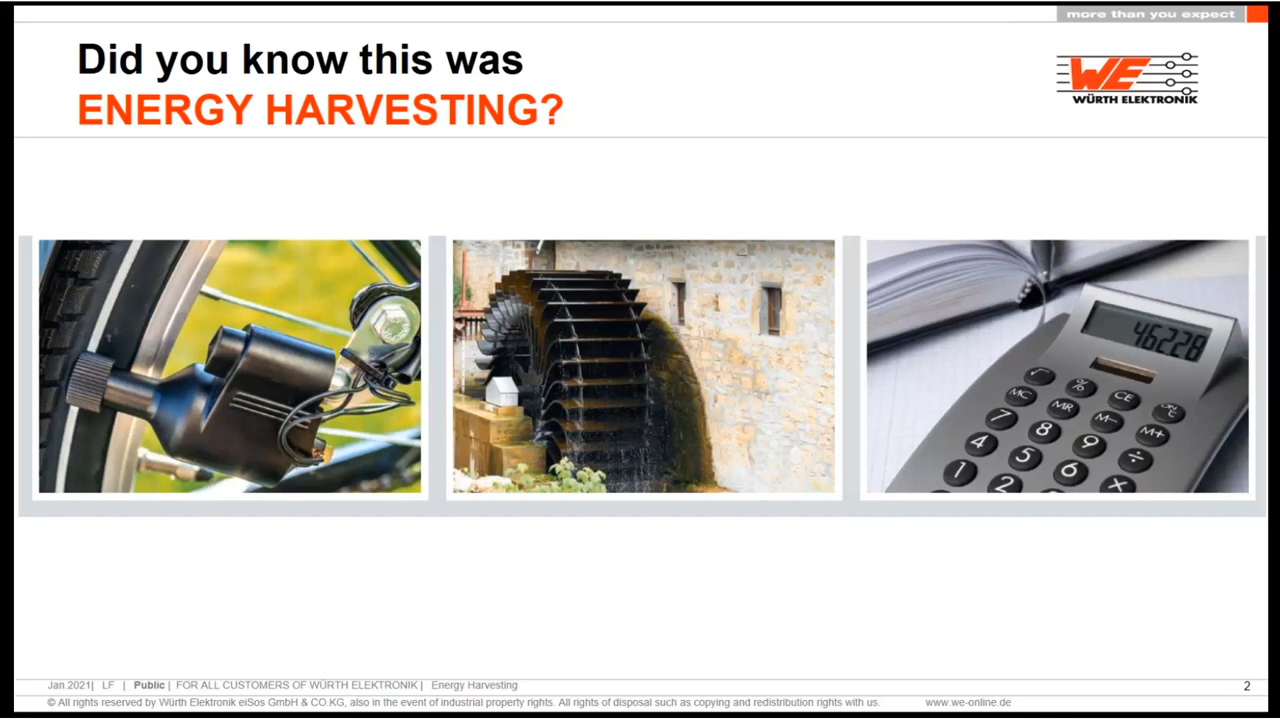 more than you expect
Did you know this was
ENERGY HARVESTING?
WE
WÜRTH ELEKTRONIK
46228
√ % CE ON/C
MC MR M- M+
7 8 9 ÷
4 5 6 X
1 2
Jan.2021| LF | Public | FOR ALL CUSTOMERS OF WÜRTH ELEKTRONIK | Energy Harvesting
2
© All rights reserved by Würth Elektronik eiSos GmbH & CO.KG, also in the event of industrial property rights. All rights of disposal such as copying and redistribution rights with us. www.we-online.de